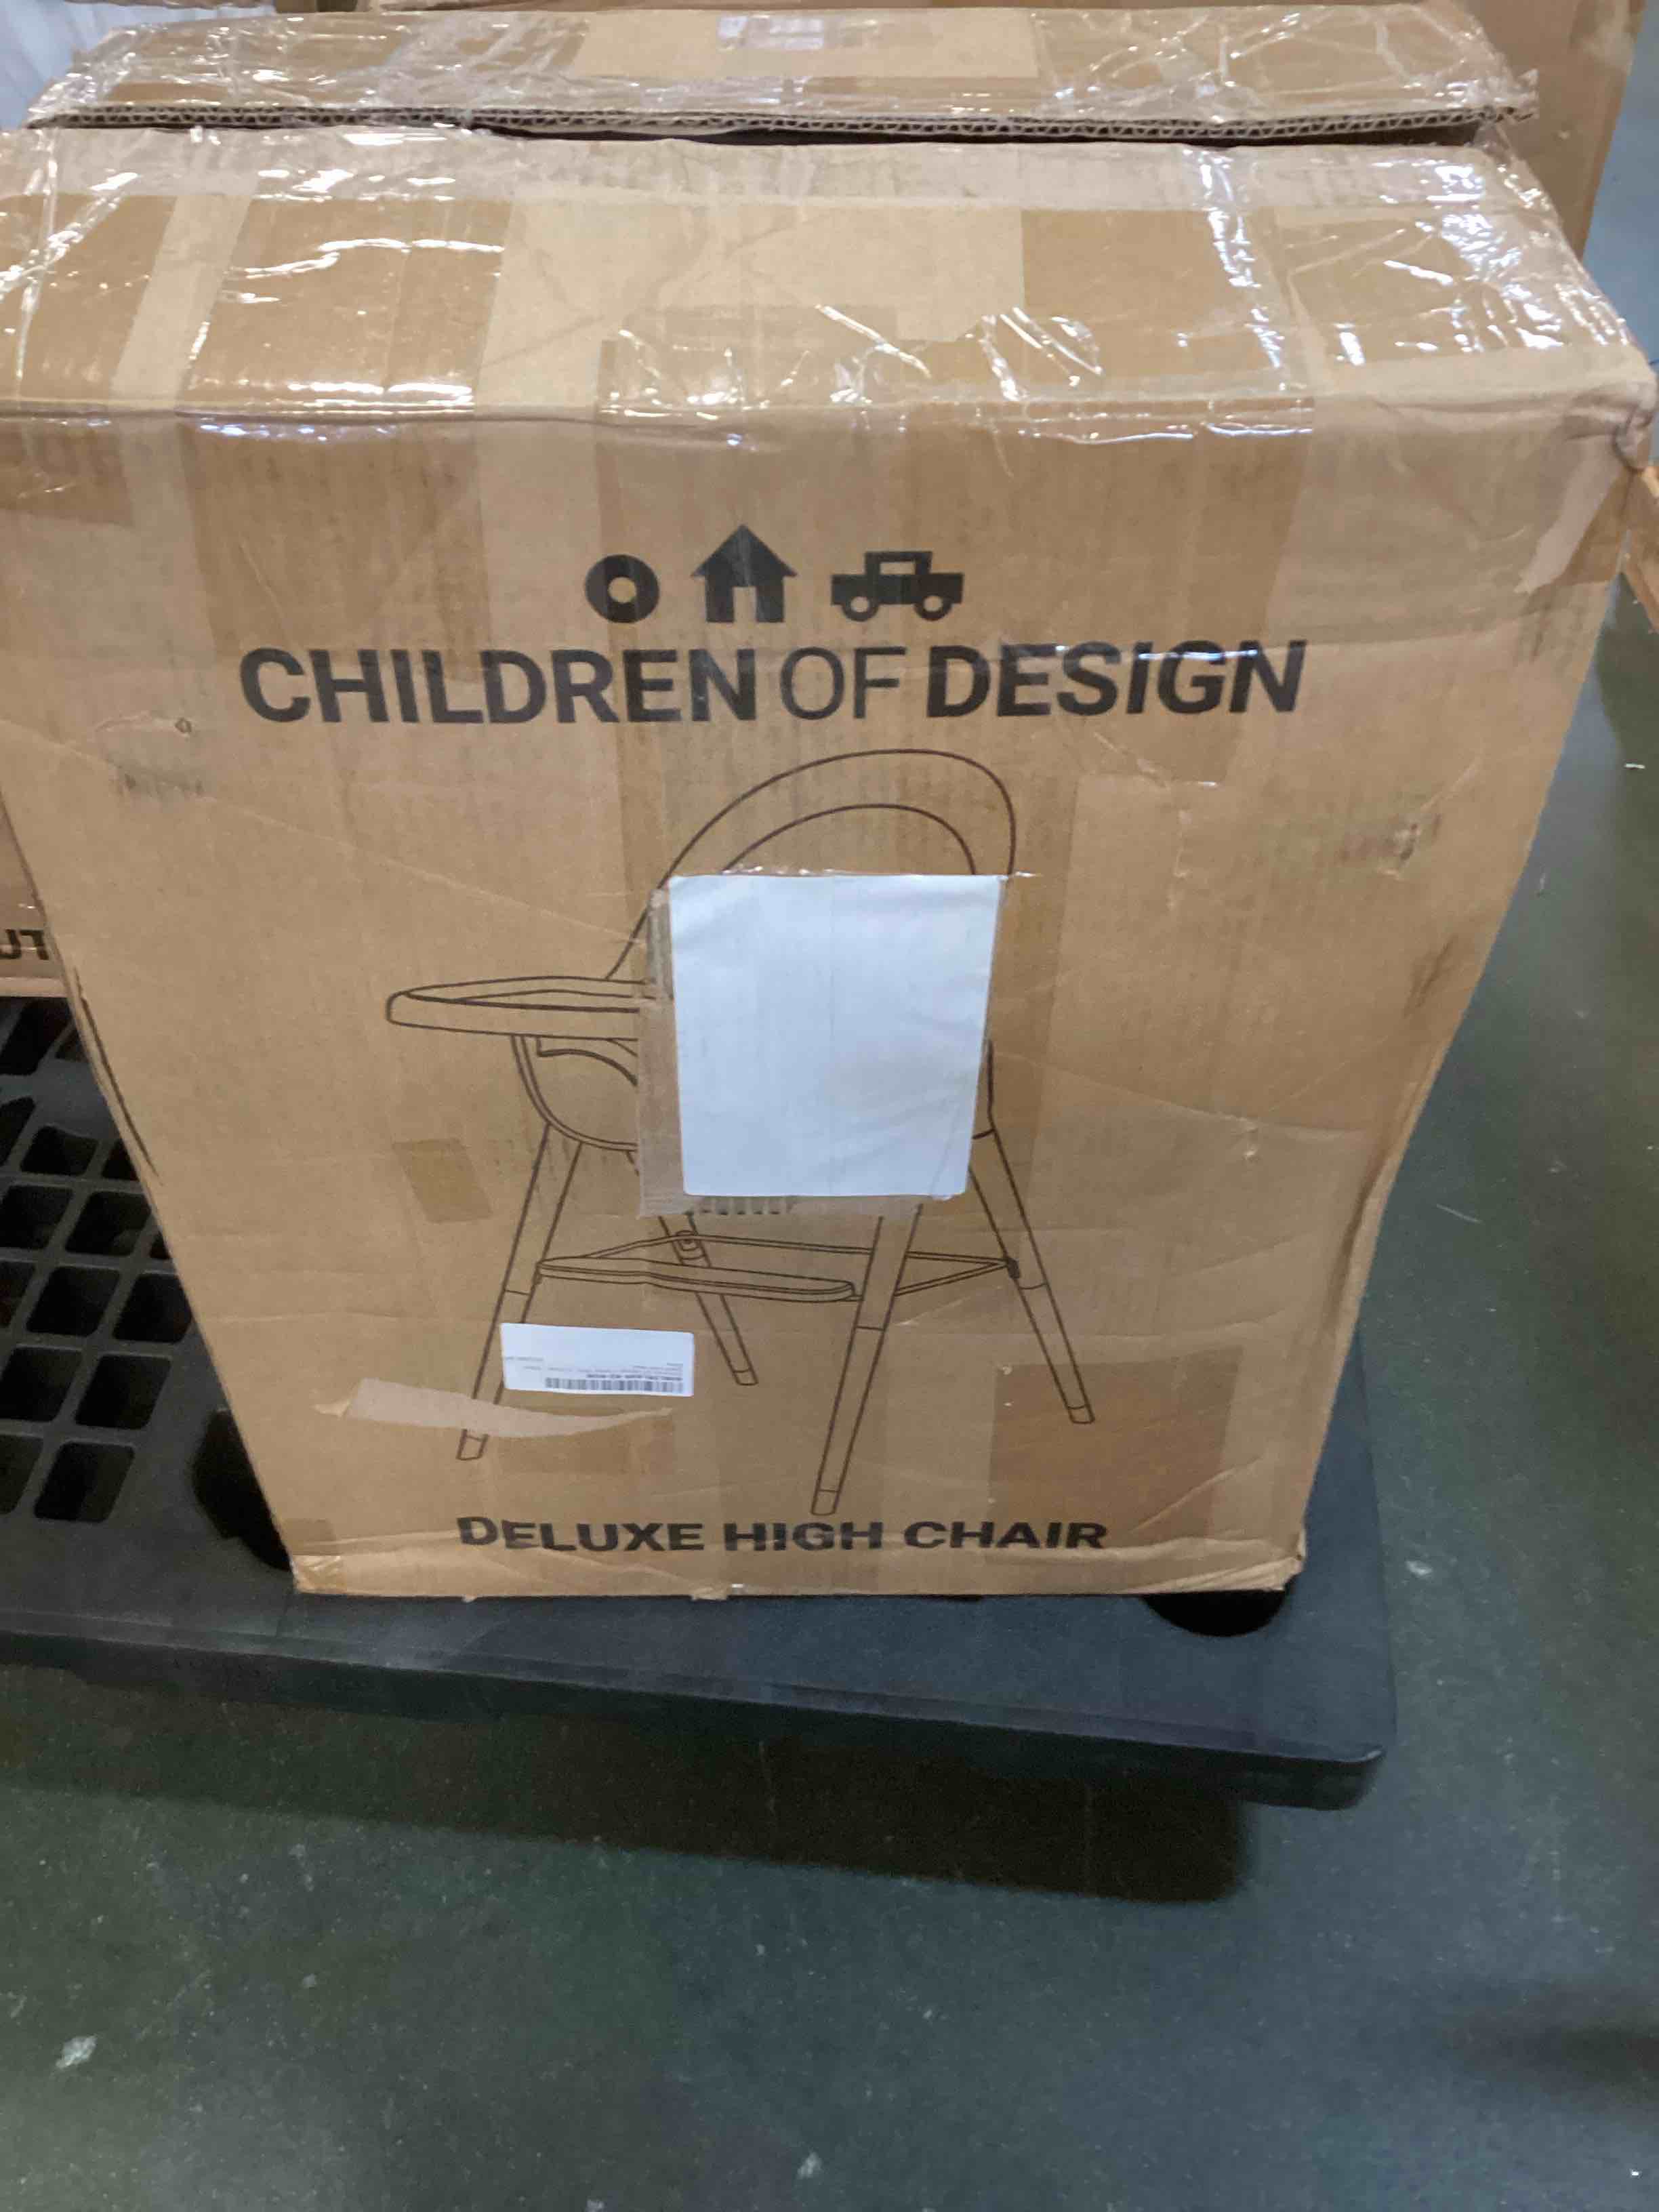 CHILDREN OF DESIGN
DELUXE HIGH CHAIR